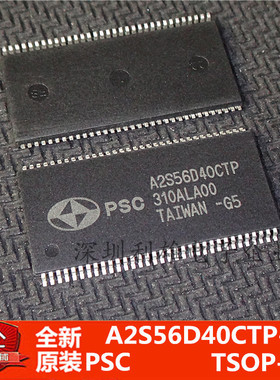 A2S56D40CTP
PSC 310ALA00
TAIWAN -G5
全新 A2S56D40CTP-
原装 PSC TSOP-